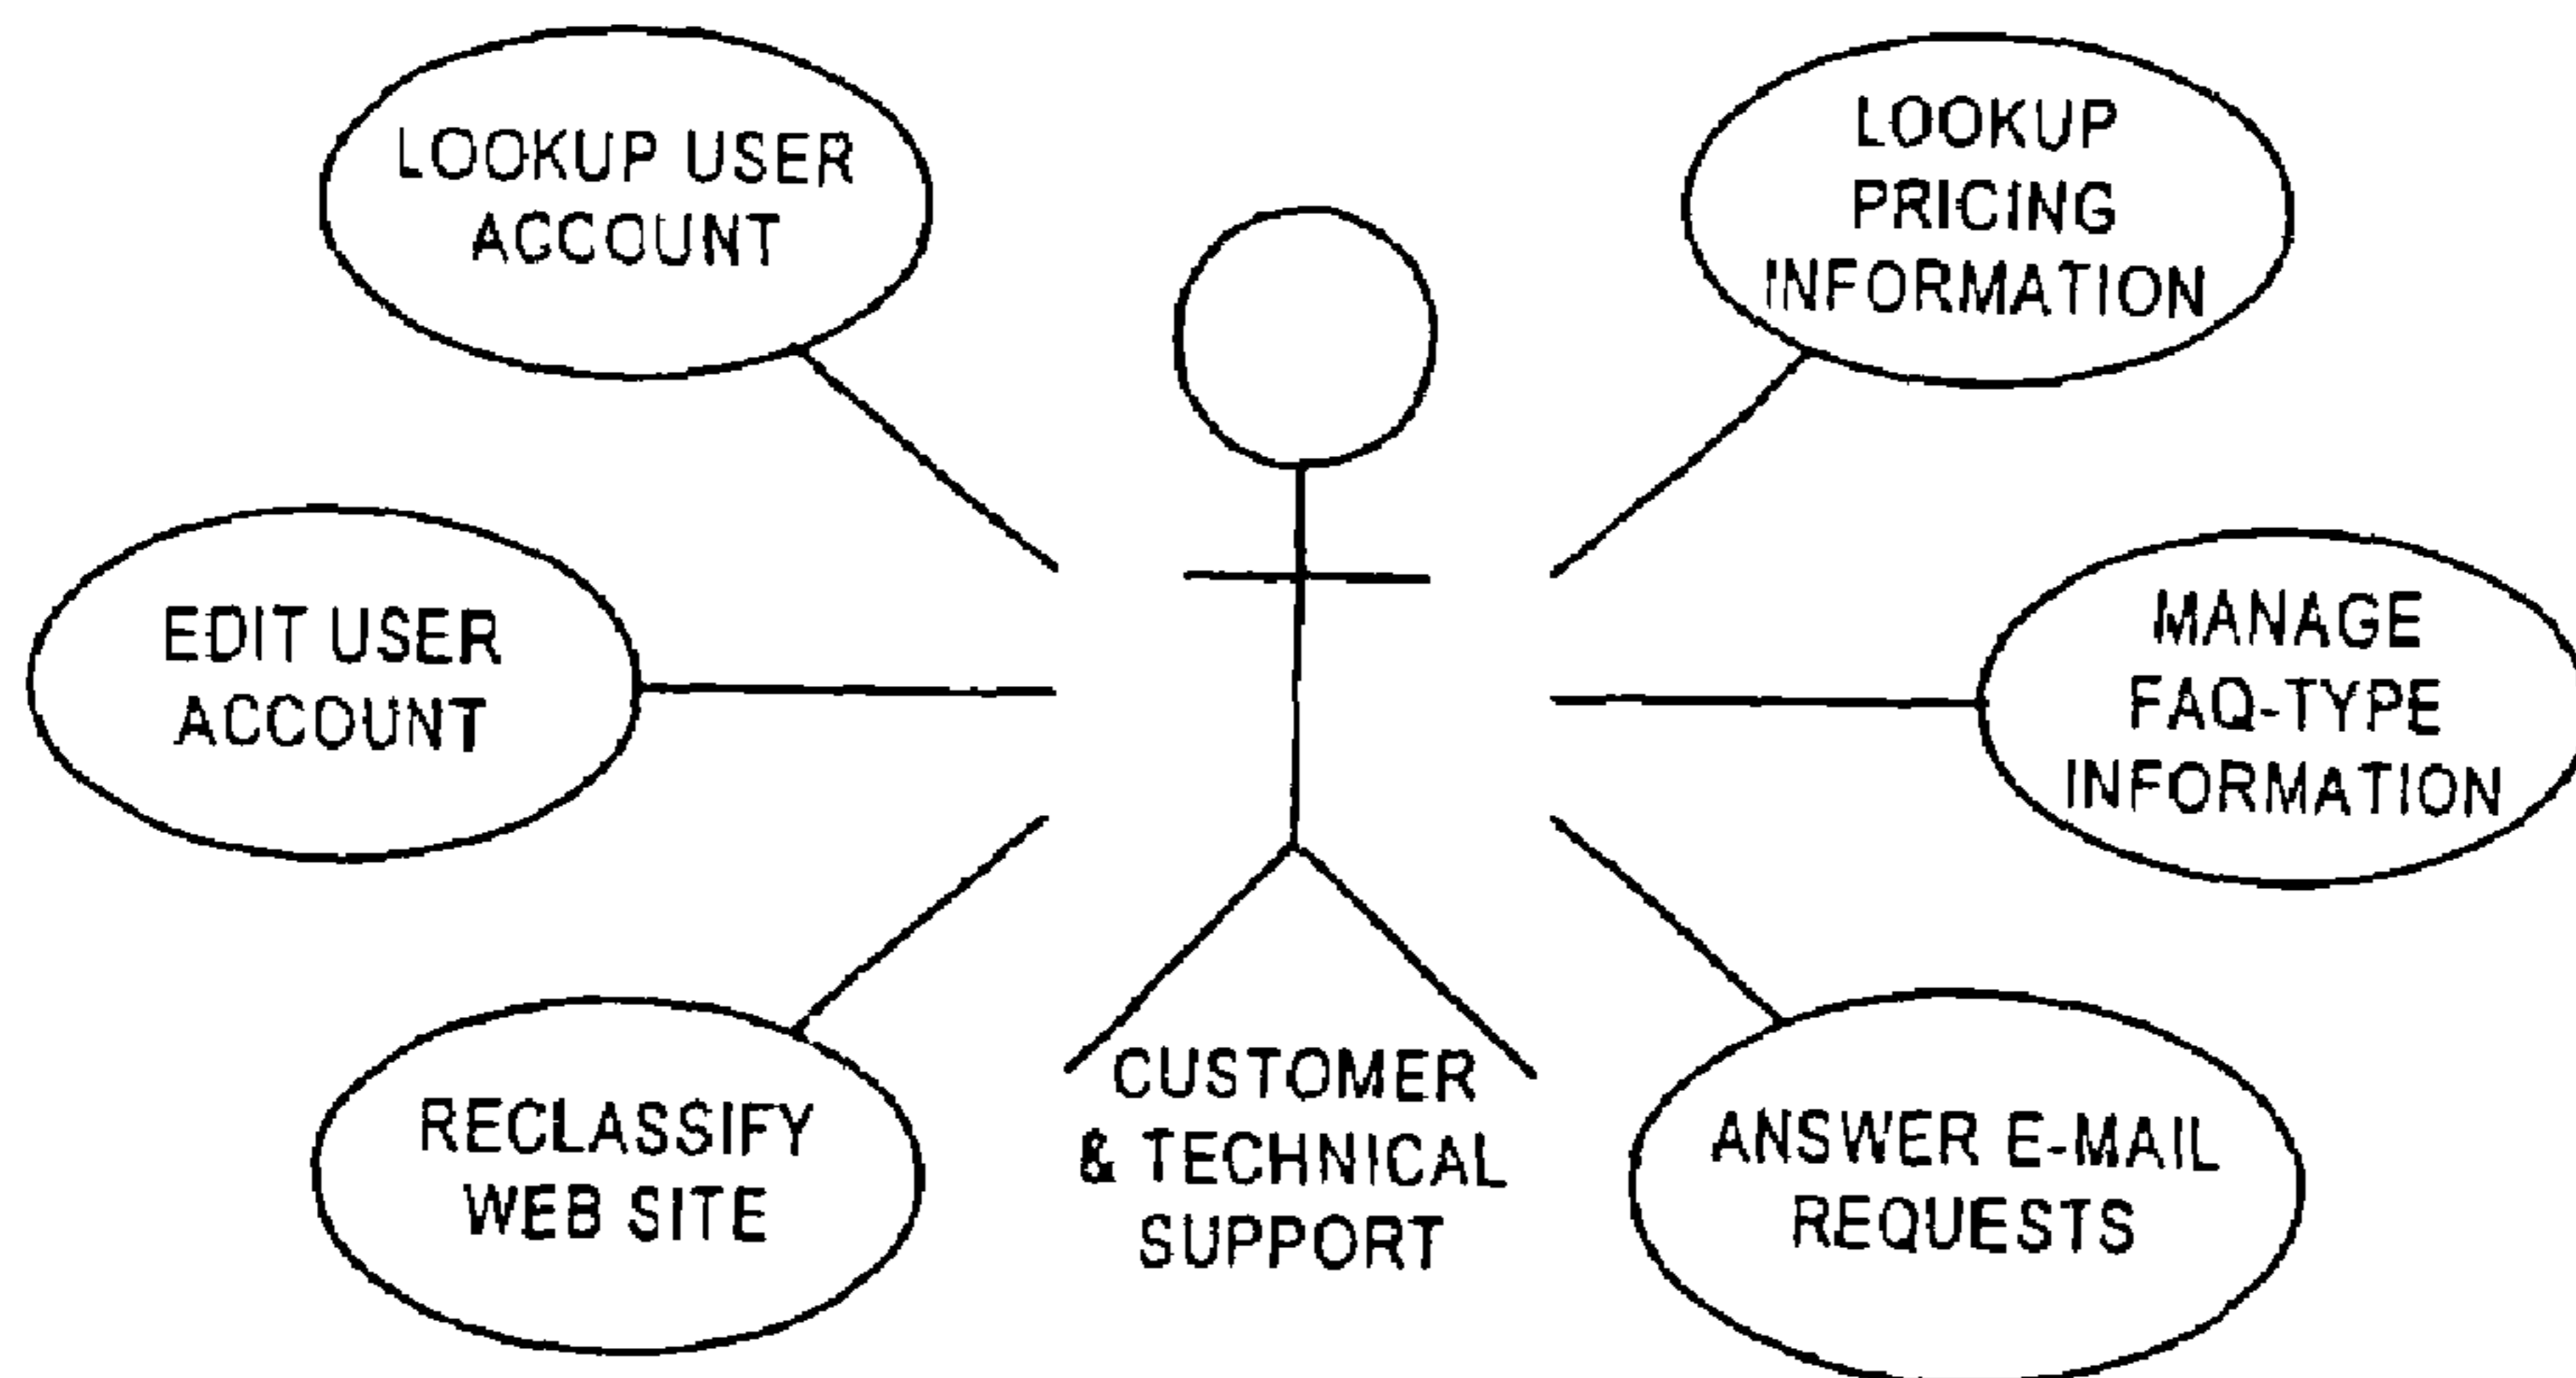 LOOKUP USER
ACCOUNT
LOOKUP
PRICING
INFORMATION
EDIT USER
ACCOUNT
MANAGE
FAQ-TYPE
INFORMATION
RECLASSIFY
WEB SITE
CUSTOMER
& TECHNICAL
SUPPORT
ANSWER E-MAIL
REQUESTS